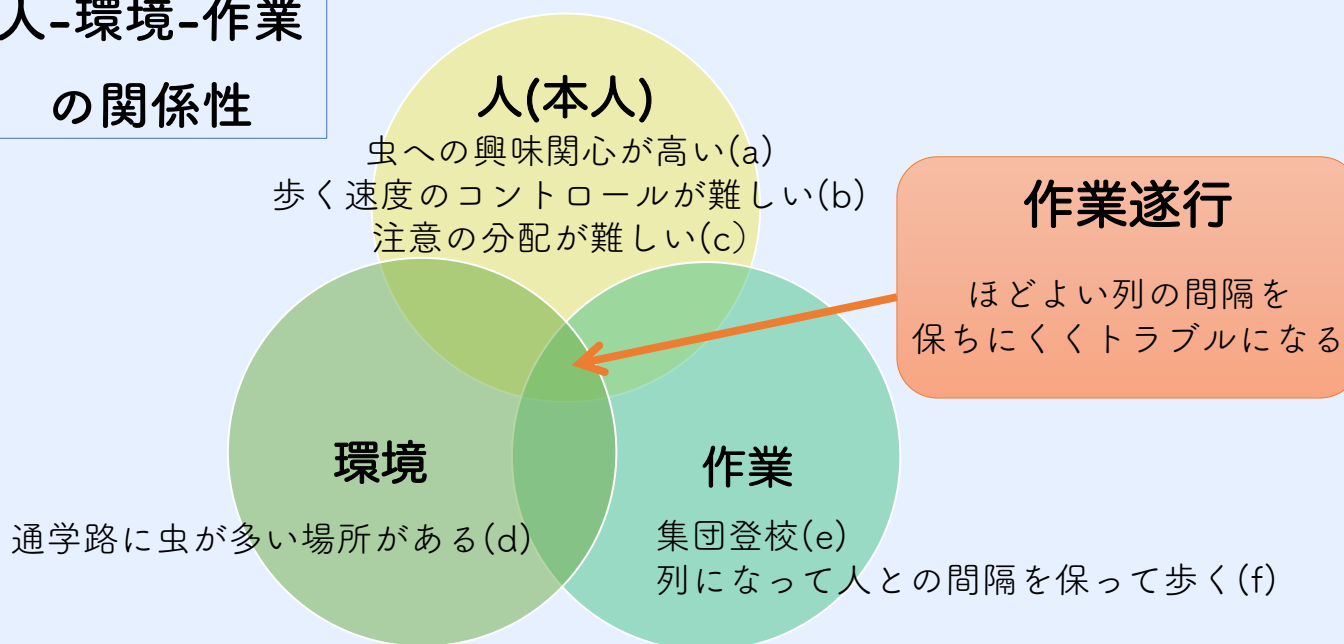 人-環境-作業
の関係性
人(本人)
虫への興味関心が高い(a)
歩く速度のコントロールが難しい(b)
注意の分配が難しい(c)
作業遂行
ほどよい列の間隔を
保ちにくくトラブルになる
環境
通学路に虫が多い場所がある(d)
作業
集団登校(e)
列になって人との間隔を保って歩く(f)